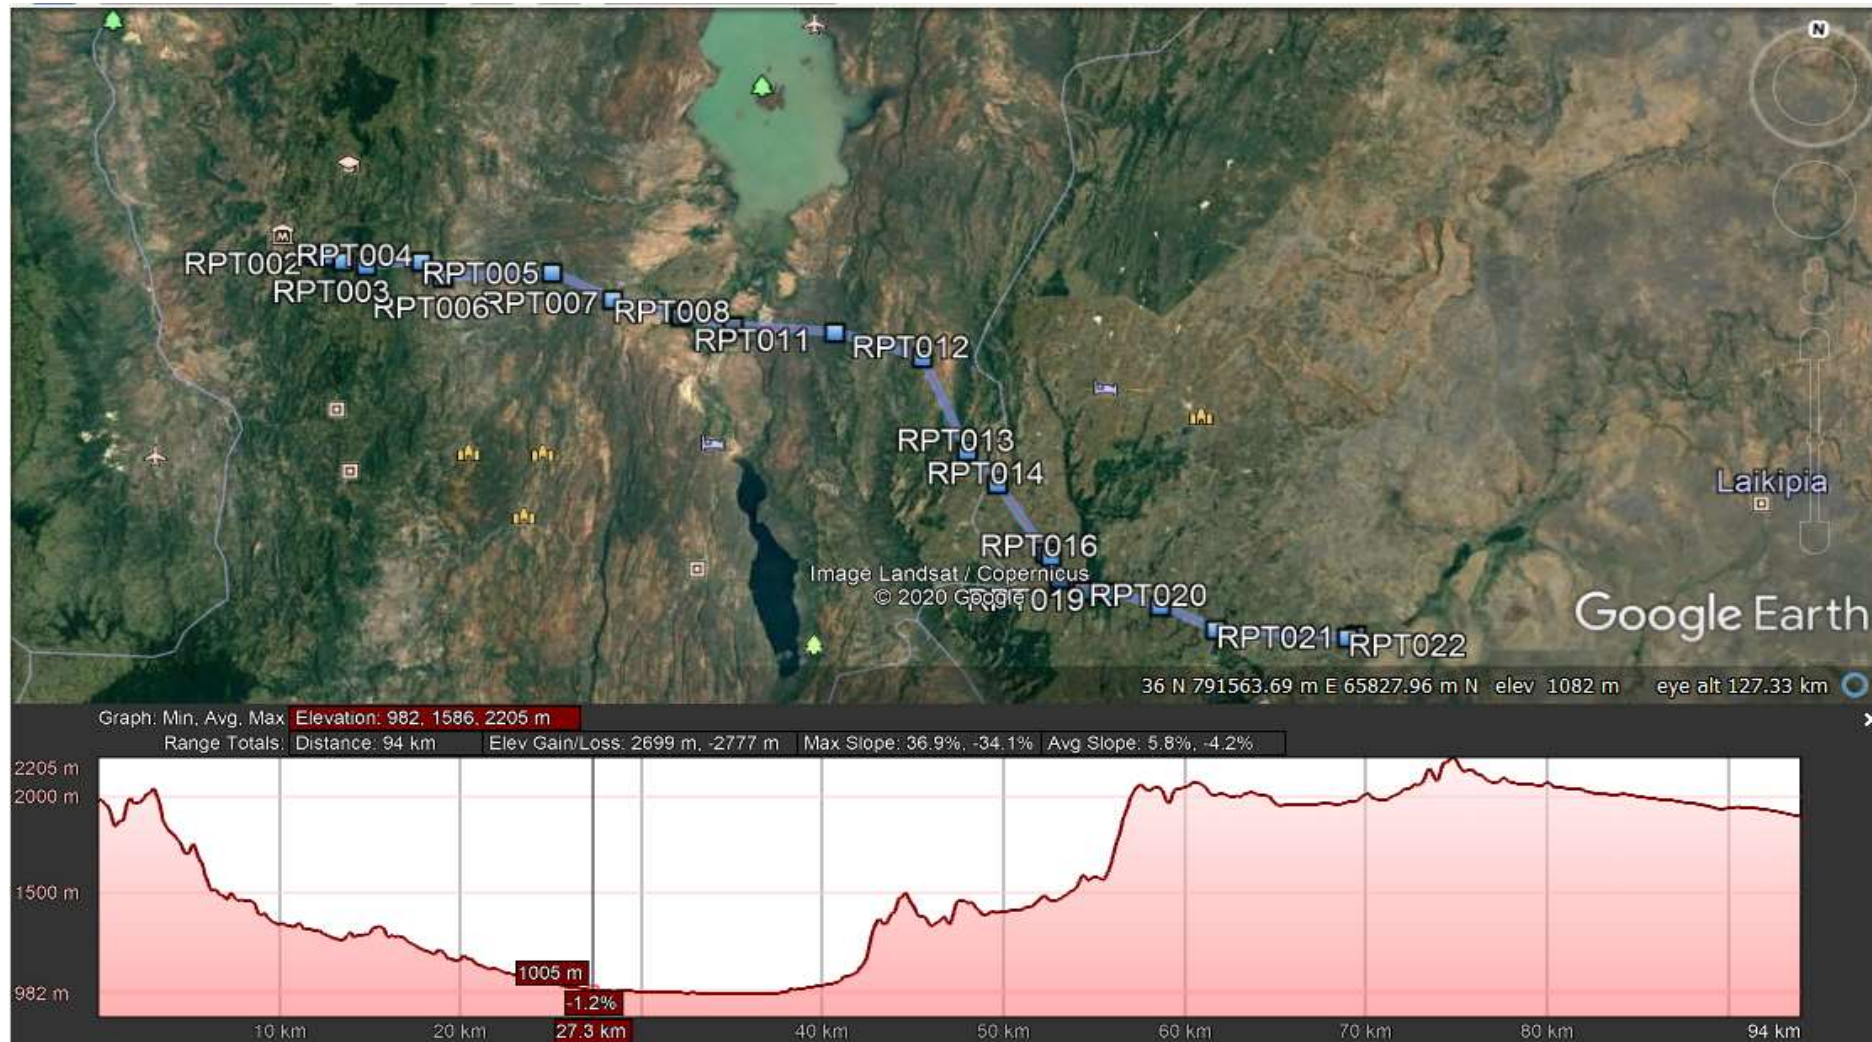 N
RPT002
RPT004
RPT003
RPT005
RPT006
RPT007
RPT008
RPT011
RPT012
RPT013
RPT014
Laikipia
RPT016
Image Landsat / Copernicus
© 2020 Google
RPT019
RPT020
Google Earth
RPT021
RPT022
36 N 791563.69 m E 65827.96 m N elev 1082 m eye alt 127.33 km
Graph: Min, Avg, Max Elevation: 982, 1586, 2205 m
Range Totals: Distance: 94 km Elev Gain/Loss: 2699 m, -2777 m Max Slope: 36.9%, -34.1% Avg Slope: 5.8%, -4.2%
2205 m
2000 m
1500 m
1005 m
982 m
-1.2%
10 km 20 km 27.3 km 40 km 50 km 60 km 70 km 80 km 94 km